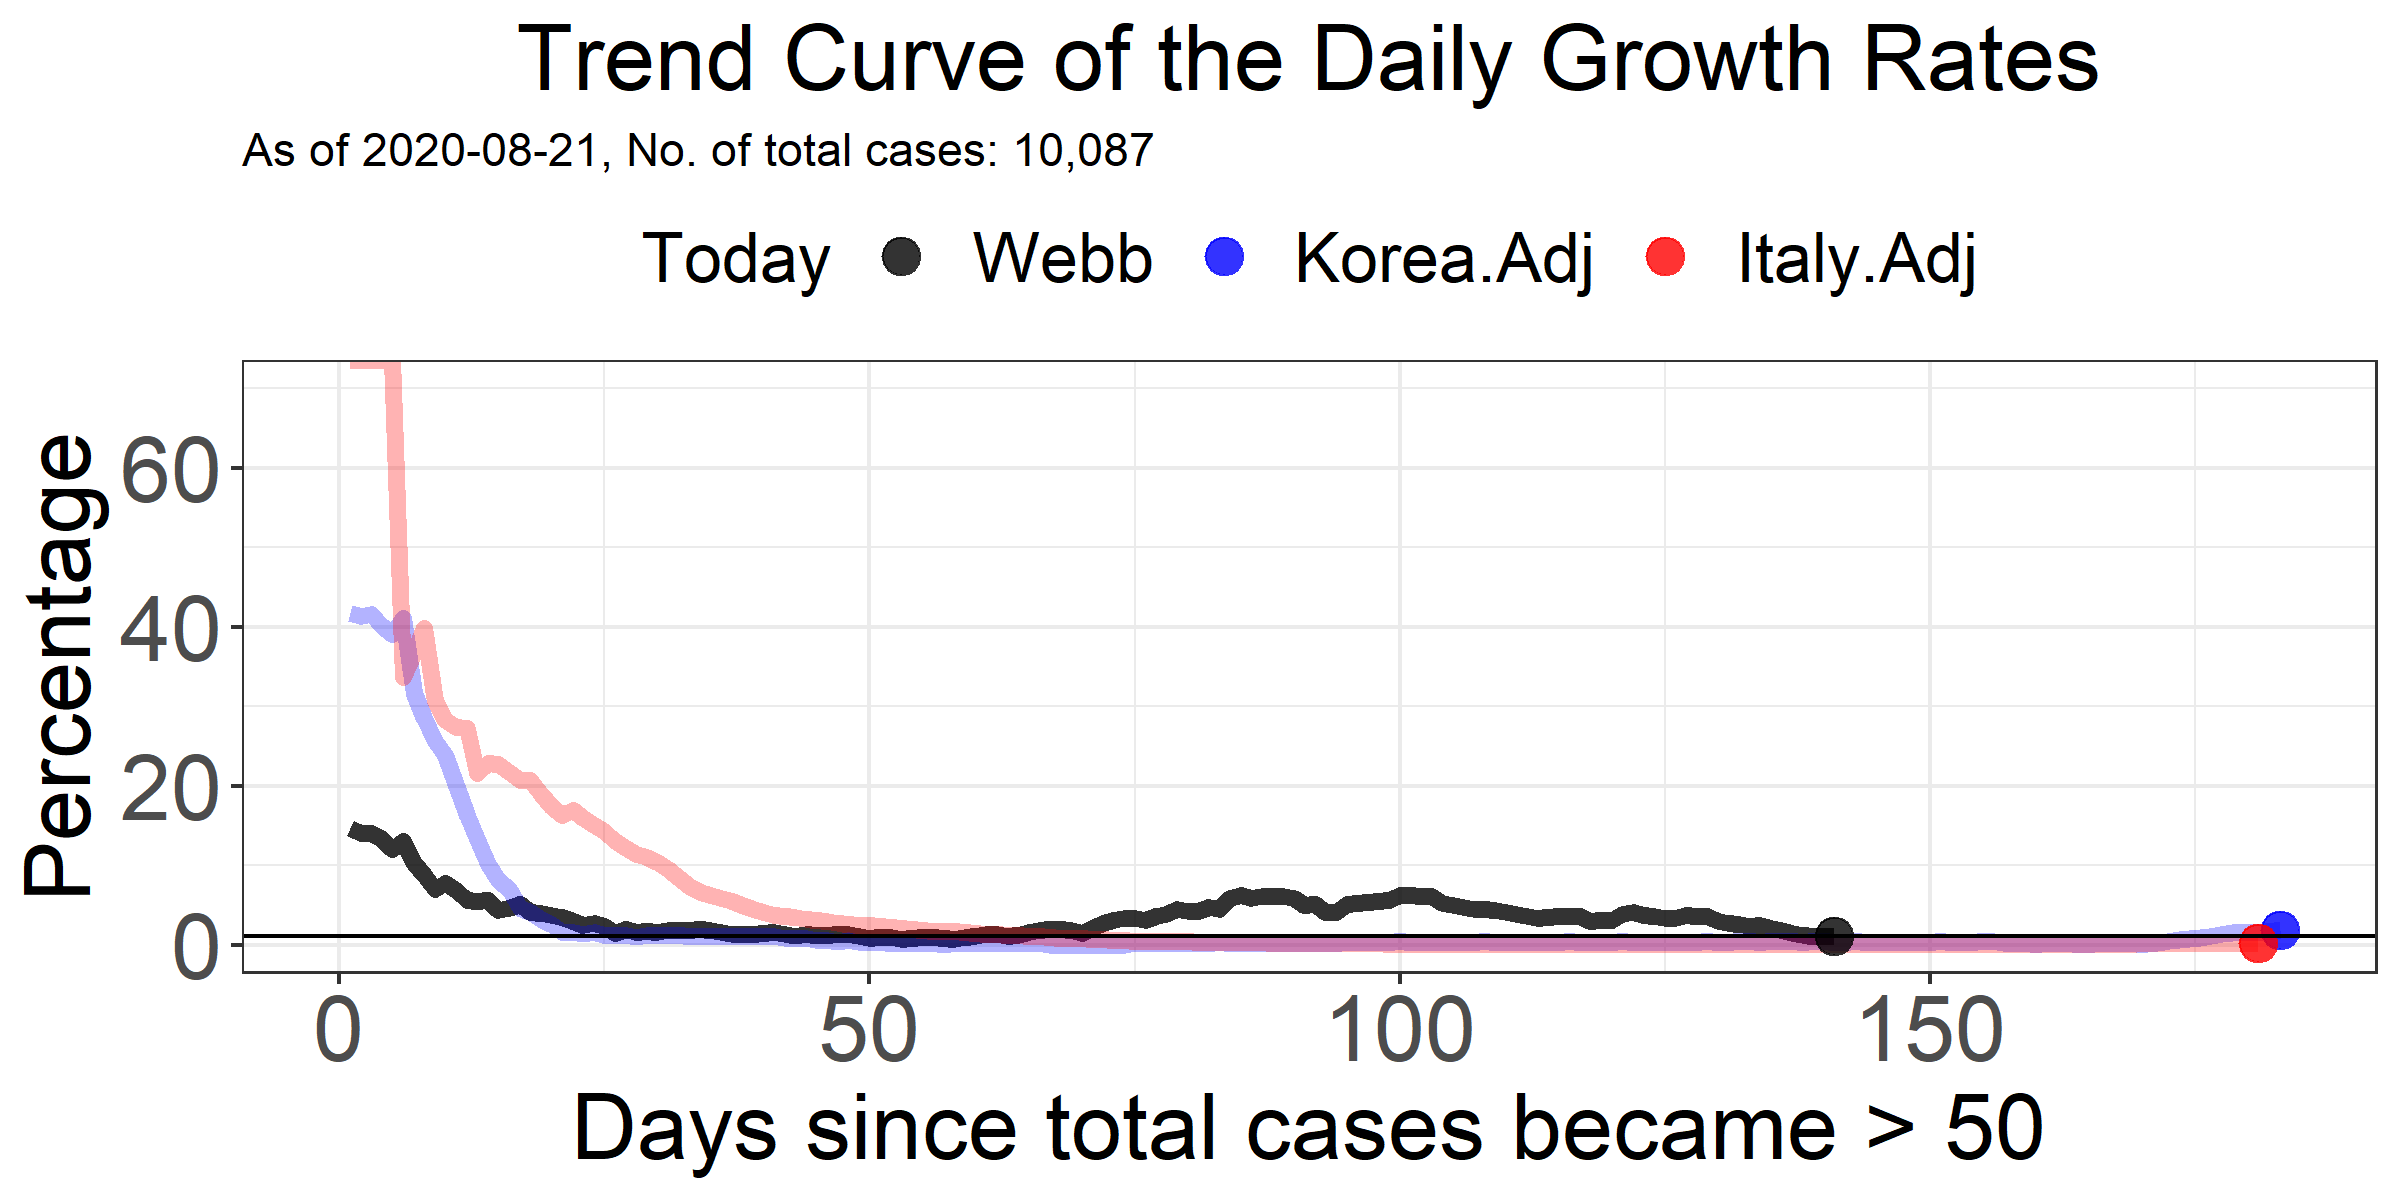 Trend Curve of the Daily Growth Rates
As of 2020-08-21, No. of total cases: 10,087
Today Webb Korea.Adj Italy.Adj
Percentage
60
40
20
0
0 50 100 150
Days since total cases became > 50